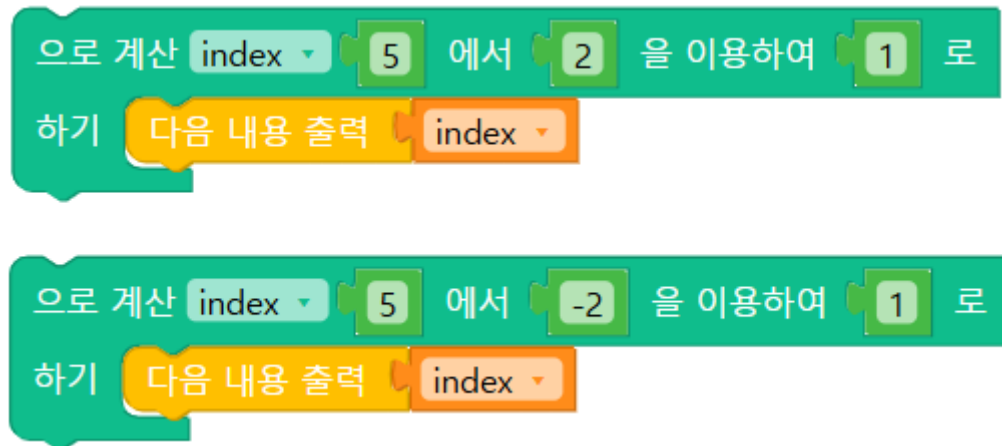 으로 계산 index 5 에서 2 을 이용하여 1 로
하기 다음 내용 출력 index
으로 계산 index 5 에서 -2 을 이용하여 1 로
하기 다음 내용 출력 index